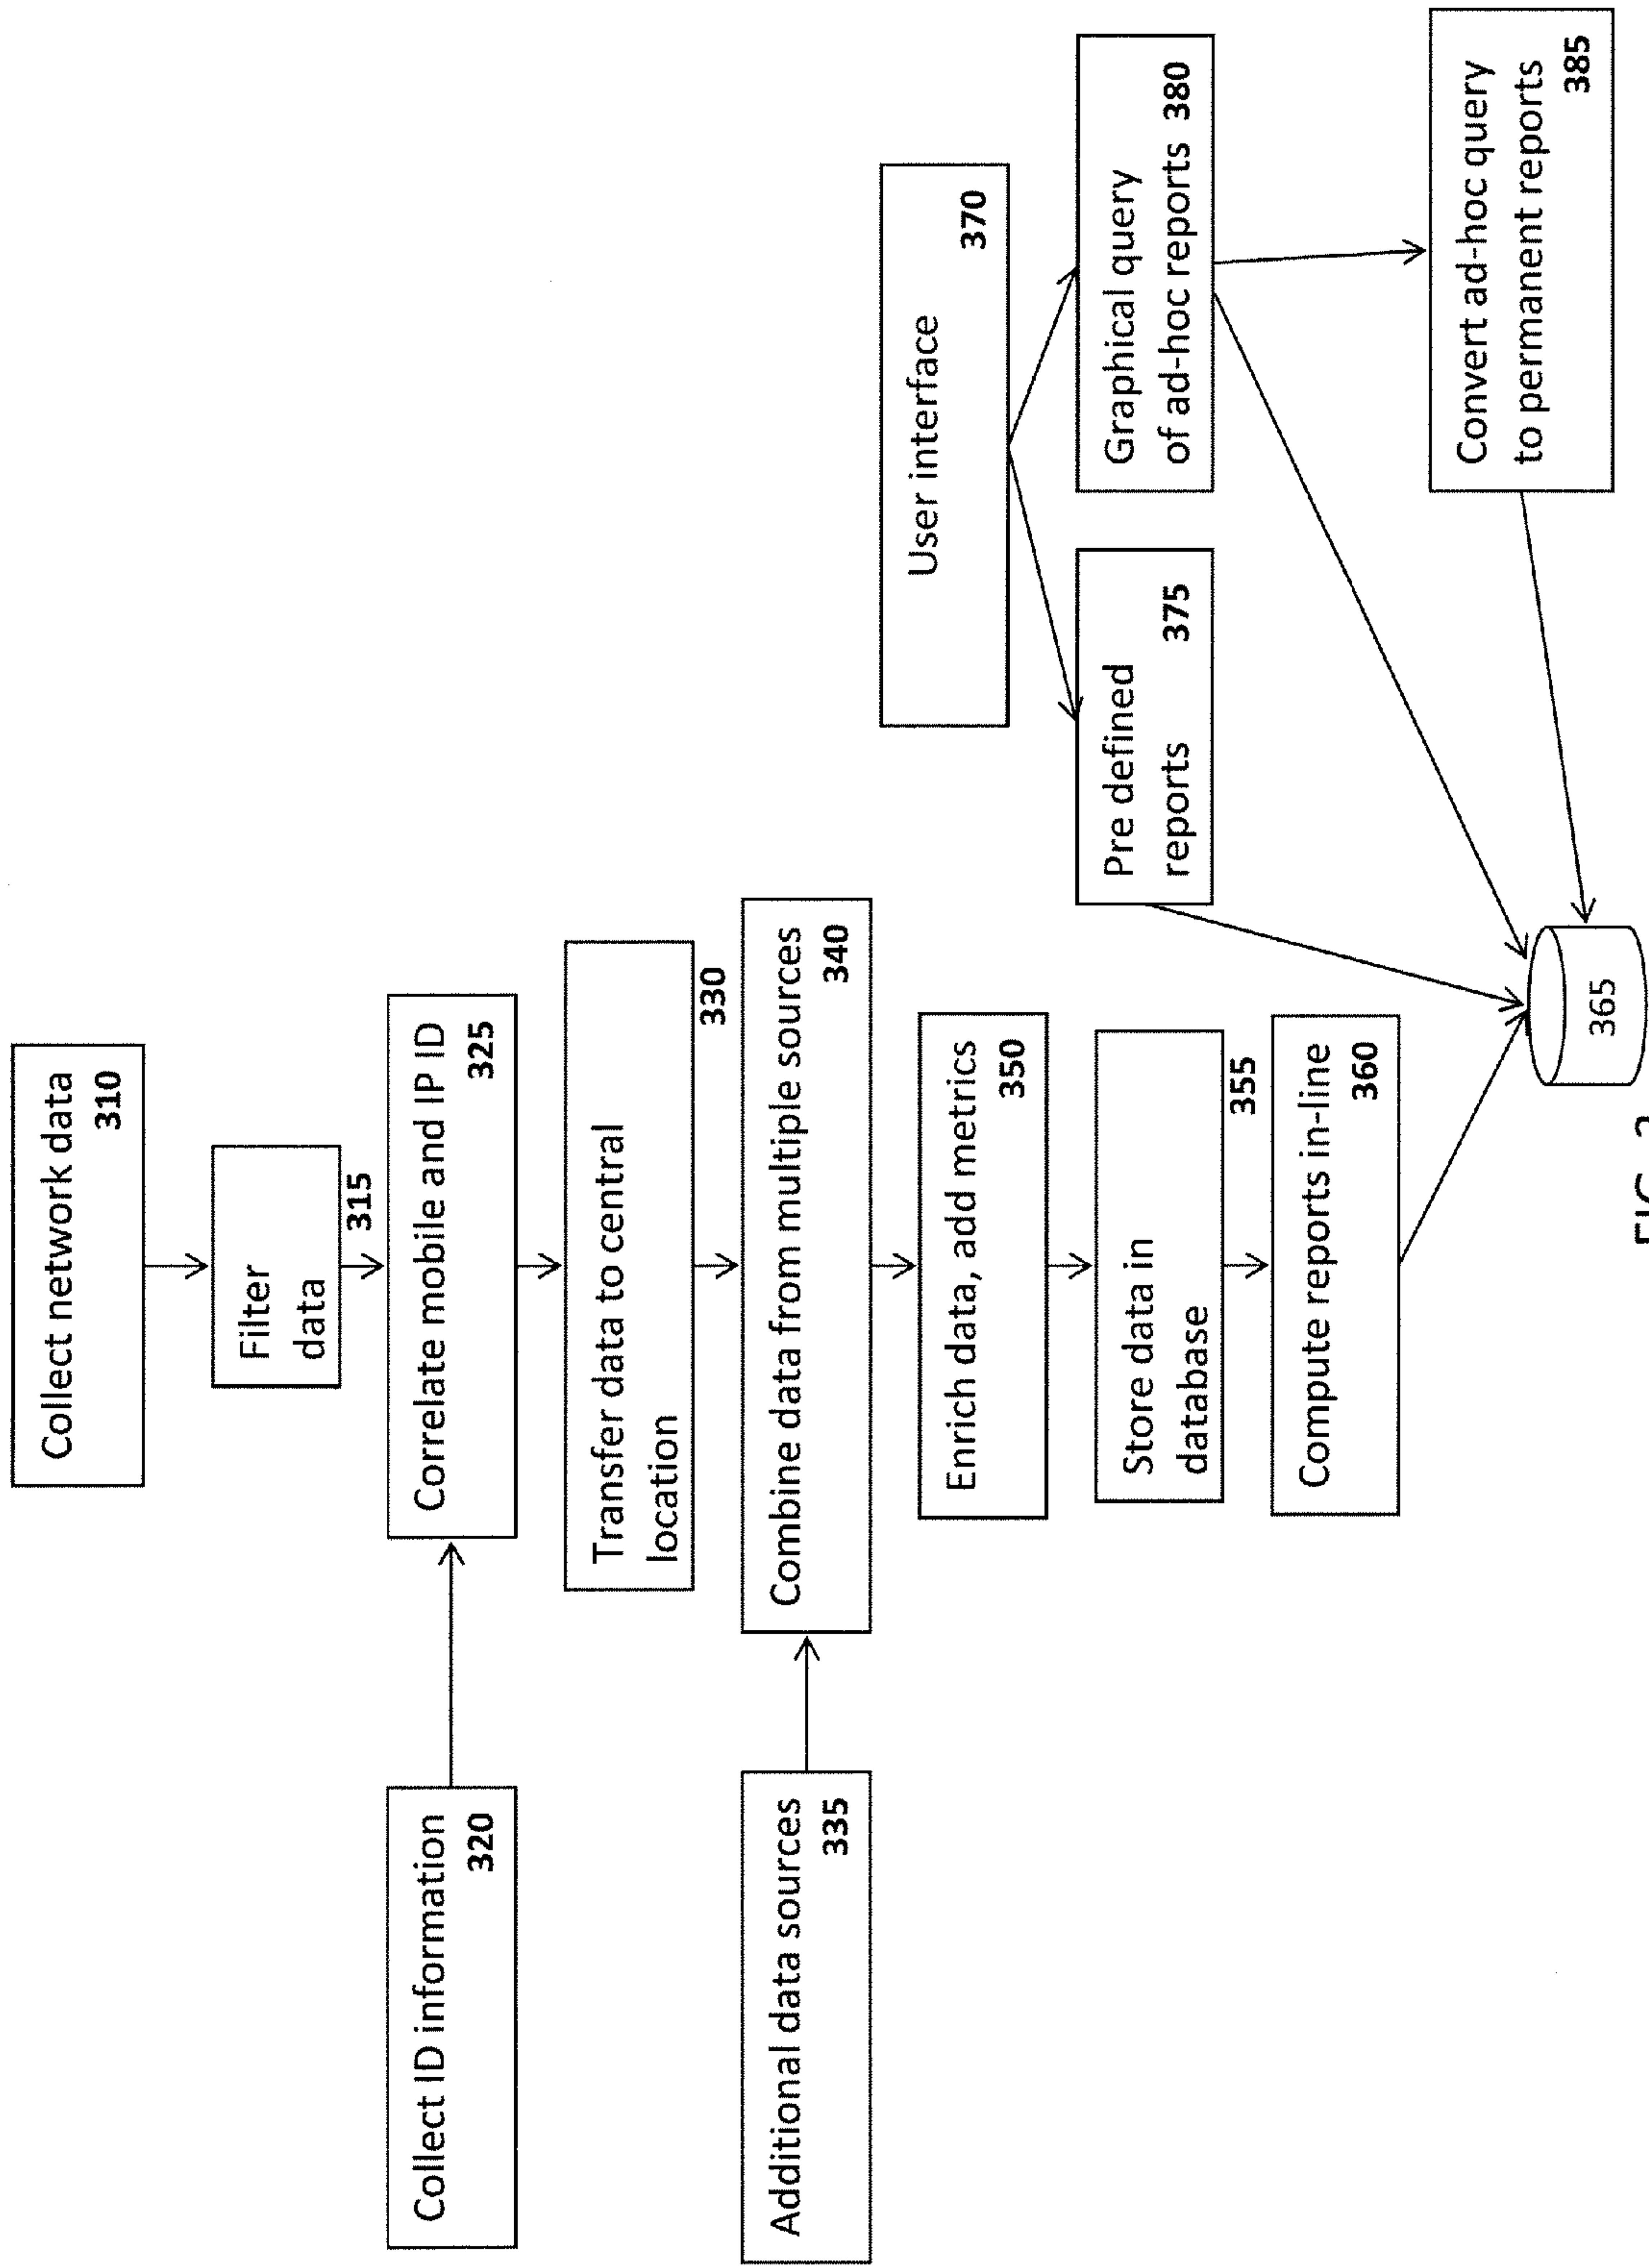 Collect network data
310
Filter
data
315
Collect ID information
320
Correlate mobile and IP ID
325
Transfer data to central
location
330
Additional data sources
335
Combine data from multiple sources
340
Enrich data, add metrics
350
Store data in
database
355
Compute reports in-line
360
User interface
370
Pre defined
reports 375
Graphical query
of ad-hoc reports 380
Convert ad-hoc query
to permanent reports
385
365
FIG.